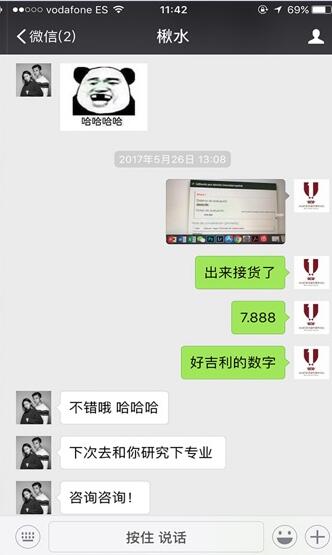 vodafone ES
11:42
69%
微信(2)
楸水
哈哈哈哈
2017年5月26日 13:08
出来接货了
7.888
好吉利的数字
不错哦 哈哈哈
下次去和你研究下专业
咨询咨询！
按住 说话